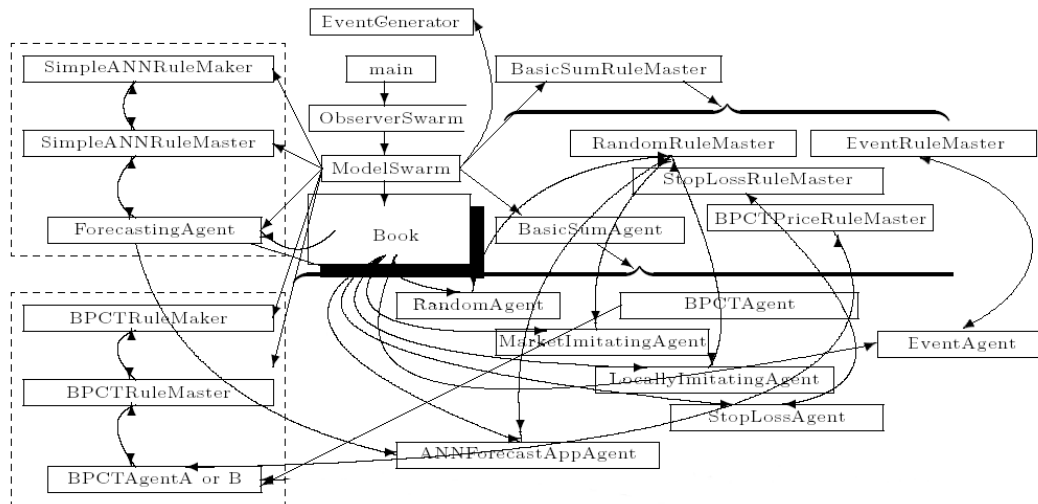 EventGenerator
SimpleANNRuleMaker
main
BasicSumRuleMaster
ObserverSwarm
SimpleANNRuleMaster
RandomRuleMaster
EventRuleMaster
ModelSwarm
StopLossRuleMaster
BPCTPriceRuleMaster
ForecastingAgent
Book
BasicSumAgent
RandomAgent
BPCTAgent
BPCTRuleMaker
MarketImitatingAgent
EventAgent
LocallyImitatingAgent
BPCTRuleMaster
StopLossAgent
ANNForecastAppAgent
BPCTAgentA or B